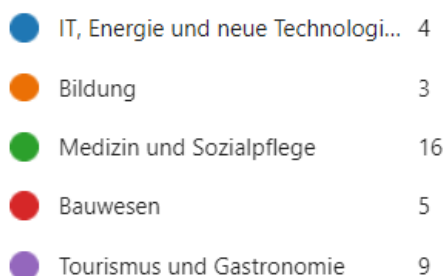 IT, Energie und neue Technologi... 4
Bildung 3
Medizin und Sozialpflege 16
Bauwesen 5
Tourismus und Gastronomie 9